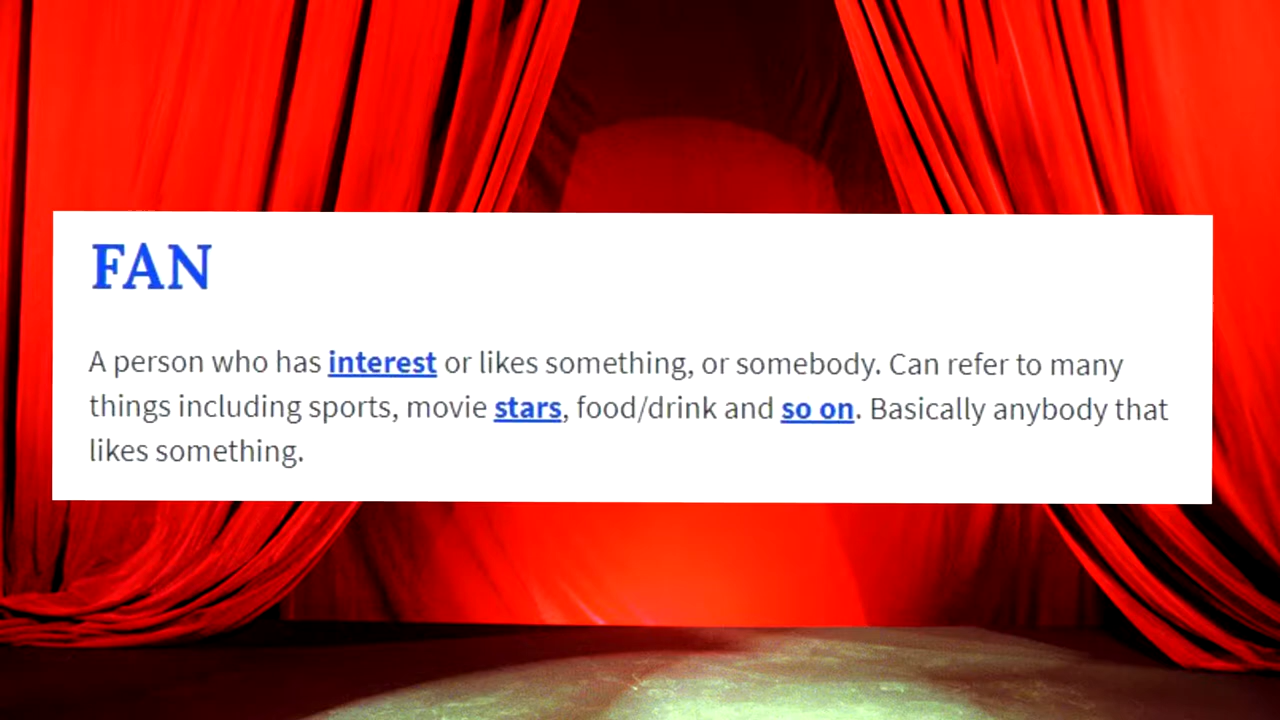 FAN
A person who has interest or likes something, or somebody. Can refer to many
things including sports, movie stars, food/drink and so on. Basically anybody that
likes something.